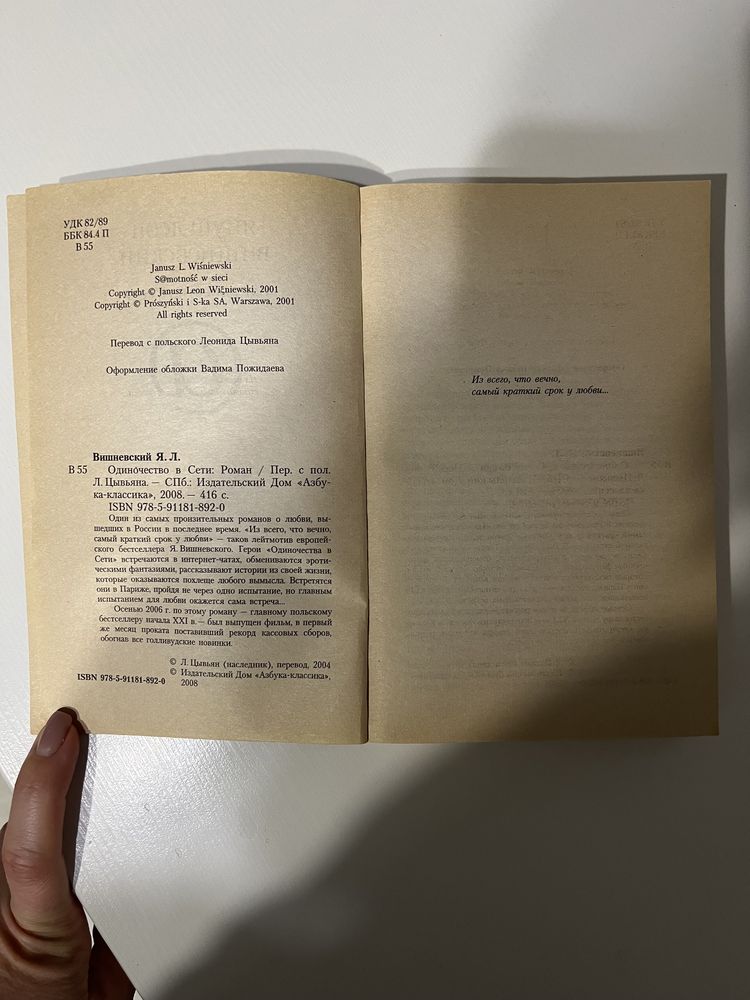 УДК 82/89
ББК 84.4 П
В 55
Janusz L. Wiśniewski
S@motność w sieci
Copyright © Janusz Leon Wiśniewski, 2001
Copyright © Prószyński i S-ka SA, Warszawa, 2001
All rights reserved
Перевод с польского Леонида Цывьяна
Оформление обложки Вадима Пожидаева
Вишневский Я. Л.
В 55 Одиночество в Сети: Роман / Пер. с пол.
Л. Цывьяна. — СПб.: Издательский Дом «Азбу-
ка-классика», 2008. — 416 с.
ISBN 978-5-91181-892-0
Один из самых произительных романов о любви, вы-
шедших в России в последнее время. «Из всего, что вечно,
самый краткий срок у любви» — таков лейтмотив европей-
ского бестселлера Я. Вишневского. Герои «Одиночества в
Сети» встречаются в интернет-чатах, обмениваются эроти-
ческими фантазиями, рассказывают истории из своей жизни,
которые оказываются похлеще любого вымысла. Встретятся
они в Париже, пройдя не через одно испытание, но главным
испытанием для любви окажется сама встреча...
Осенью 2006 г. по этому роману — главному польскому
бестселлеру начала XXI в. — был выпущен фильм, в первый
же месяц проката поставивший рекорд кассовых сборов,
обогнав все голливудские новинки.
© Л. Цывьян (наследник), перевод, 2004
© Издательский Дом «Азбука-классика»,
2008
ISBN 978-5-91181-892-0
Из всего, что вечно,
самый краткий срок у любви...